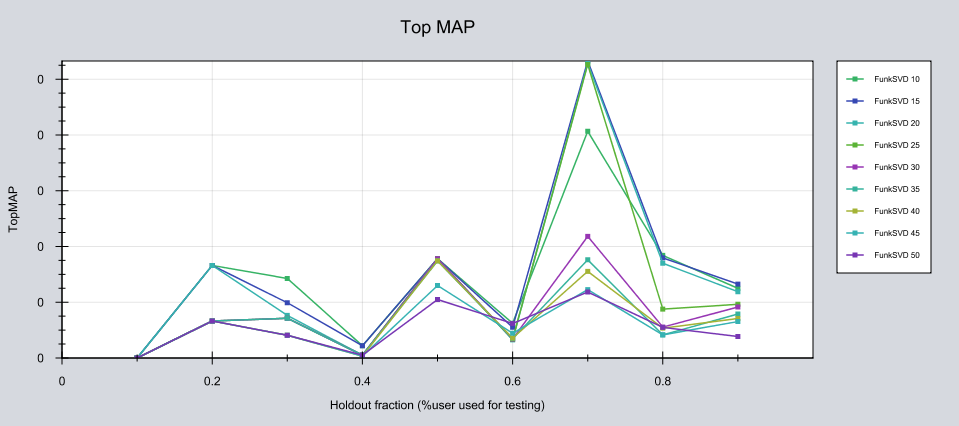 Top MAP
0
0
0
0
0
0
TopMAP
0
0.2
0.4
0.6
0.8
Holdout fraction (%user used for testing)
FunkSVD 10
FunkSVD 15
FunkSVD 20
FunkSVD 25
FunkSVD 30
FunkSVD 35
FunkSVD 40
FunkSVD 45
FunkSVD 50